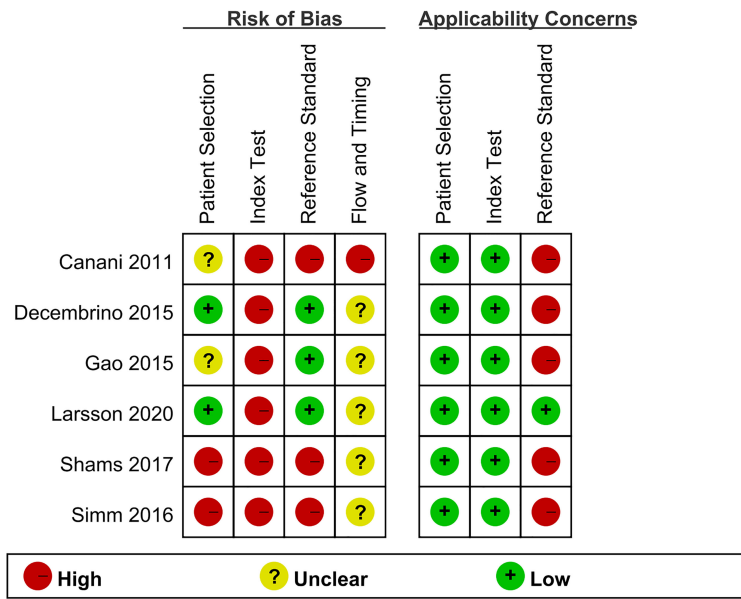 Risk of Bias Applicability Concerns
Patient Selection
Index Test
Reference Standard
Flow and Timing
Patient Selection
Index Test
Reference Standard
Canani 2011 ? - - - + + -
Decembrino 2015 + - + ? + + -
Gao 2015 ? - + ? + + -
Larsson 2020 + - + ? + + +
Shams 2017 - - - ? + + -
Simm 2016 - - - ? + + -
- High ? Unclear + Low